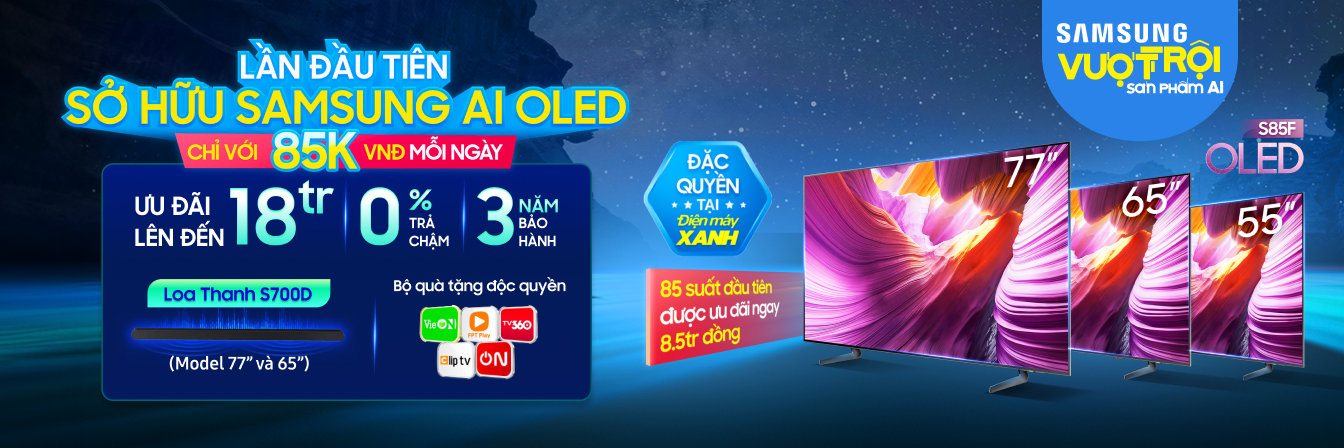 LẦN ĐẦU TIÊN
SỞ HỮU SAMSUNG AI OLED
CHỈ VỚI 85K VNĐ MỖI NGÀY
ƯU ĐÃI
LÊN ĐẾN 18tr
0%
TRẢ
CHẬM
3 NĂM
BẢO
HÀNH
Loa Thanh S700D
(Model 77" và 65")
Bộ quà tặng độc quyền
VieON
FPT Play
TV360
Clip tv
ON
ĐẶC
QUYỀN
TẠI
Điện máy
XANH
85 suất đầu tiên
được ưu đãi ngay
8.5tr đồng
SAMSUNG
VƯỢT TRỘI
sản phẩm AI
S85F
OLED
77"
65"
55"